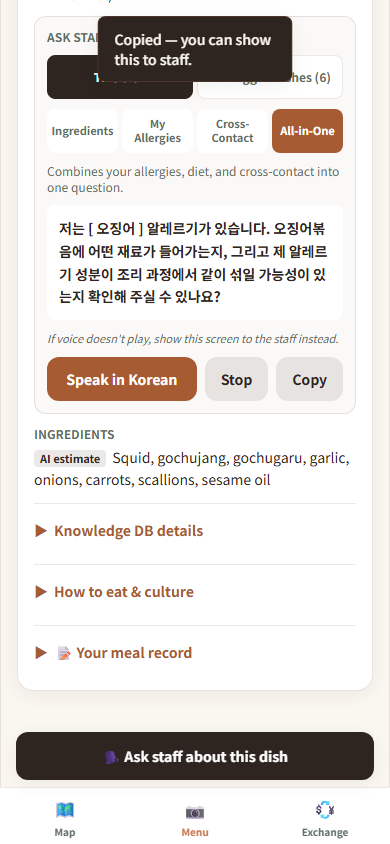 Copied — you can show
this to staff.
ASK
Ingredients
My
Allergies
Cross-
Contact
All-in-One
Combines your allergies, diet, and cross-contact into
one question.
저는 [ 오징어 ] 알레르기가 있습니다. 오징어볶
음에 어떤 재료가 들어가는지, 그리고 제 알레르
기 성분이 조리 과정에서 같이 섞일 가능성이 있
는지 확인해 주실 수 있나요?
If voice doesn't play, show this screen to the staff instead.
Speak in Korean
Stop
Copy
INGREDIENTS
AI estimate Squid, gochujang, gochugaru, garlic,
onions, carrots, scallions, sesame oil
▶ Knowledge DB details
▶ How to eat & culture
▶ 📝 Your meal record
Ask staff about this dish
Map
Menu
Exchange